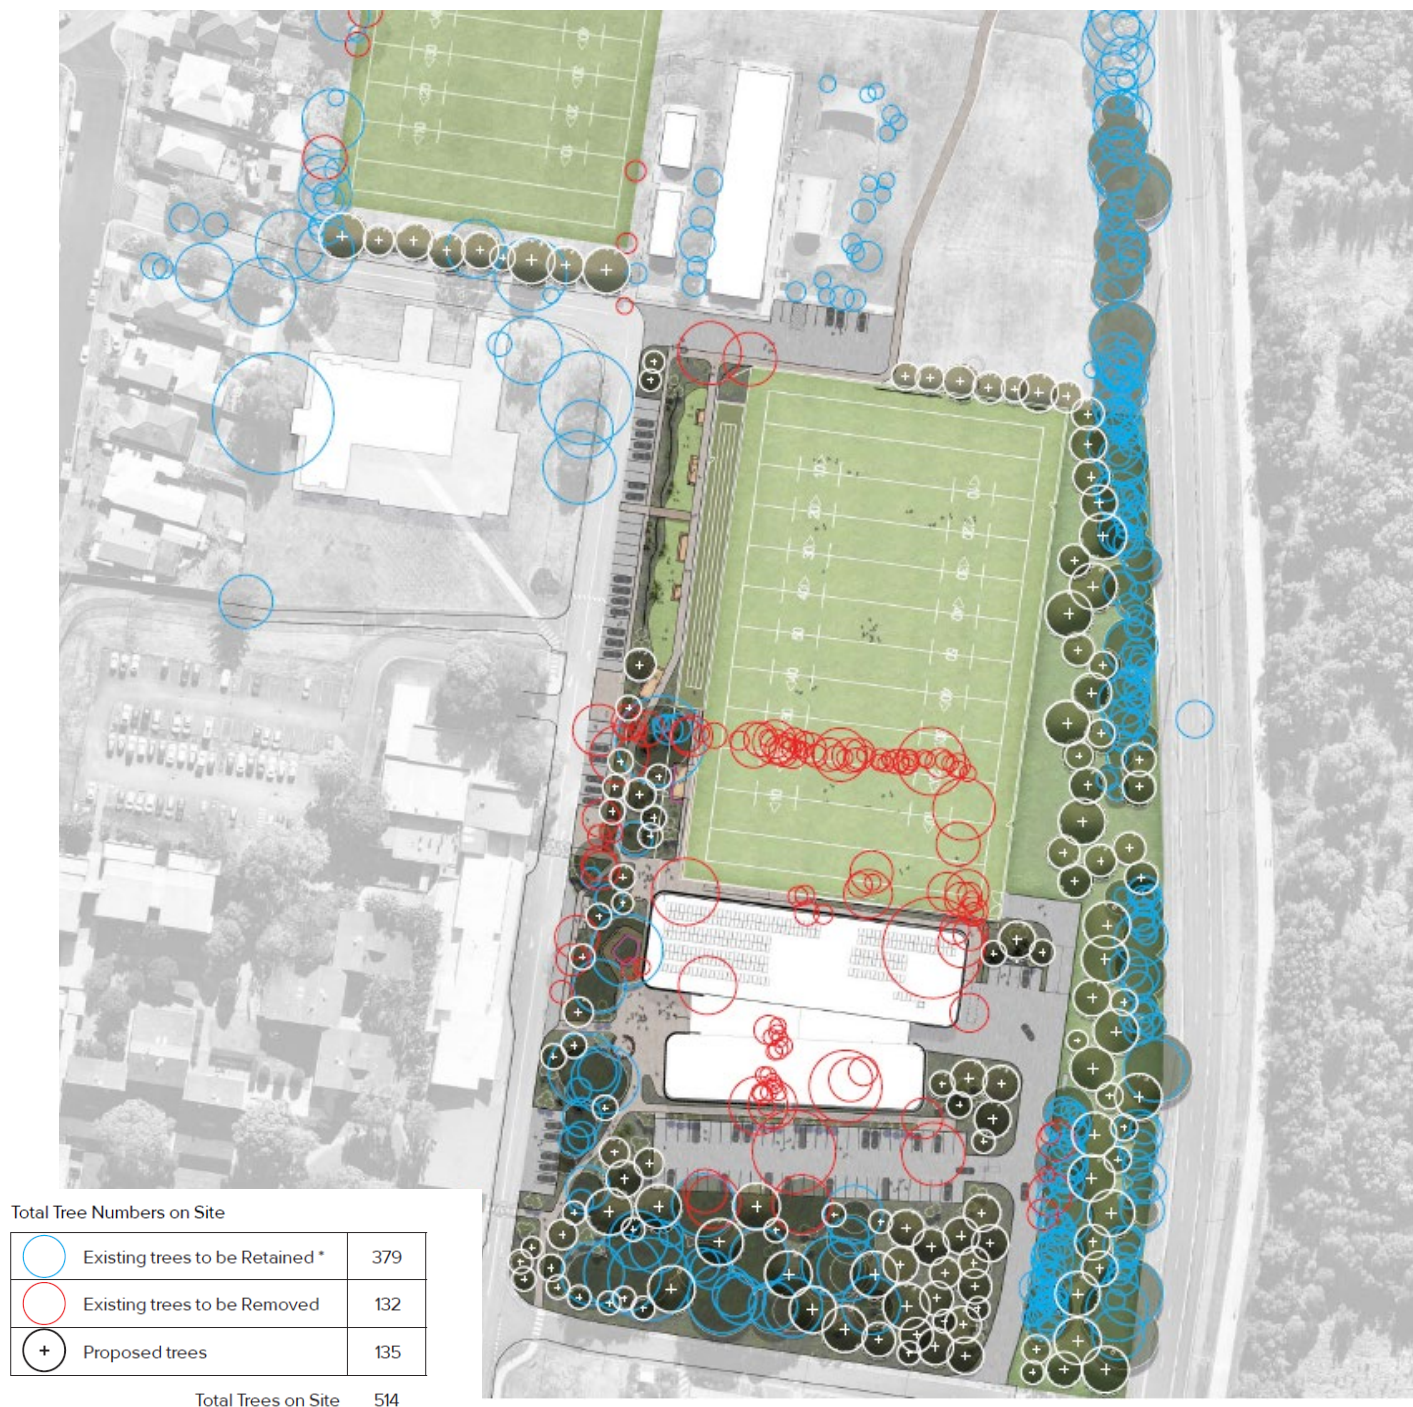 Total Tree Numbers on Site
Existing trees to be Retained * 379
Existing trees to be Removed 132
Proposed trees 135
Total Trees on Site 514